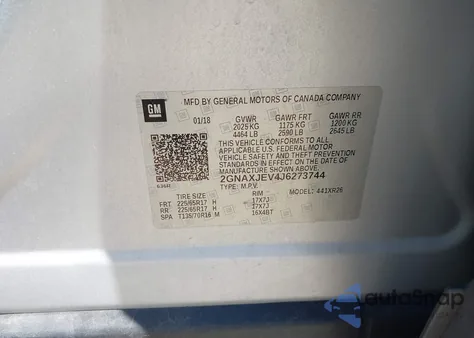 GM
MFD BY GENERAL MOTORS OF CANADA COMPANY
01/18
GVWR GAWR FRT GAWR RR
2025 KG 1175 KG 1200 KG
4464 LB 2590 LB 2645 LB
THIS VEHICLE CONFORMS TO ALL
APPLICABLE U.S. FEDERAL MOTOR
VEHICLE SAFETY, BUMPER, AND THEFT
PREVENTION STANDARDS IN EFFECT ON THE
DATE OF MANUFACTURE SHOWN ABOVE.
2GNAXJEV4J6273744
TYPE: M.P.V. MODEL: 441XR26
TIRE SIZE RIM
FRT 225/65R17 H 17X7J
RR 225/65R17 H 17X7J
SPA T135/70R16 M 16X4BT
autoSnap